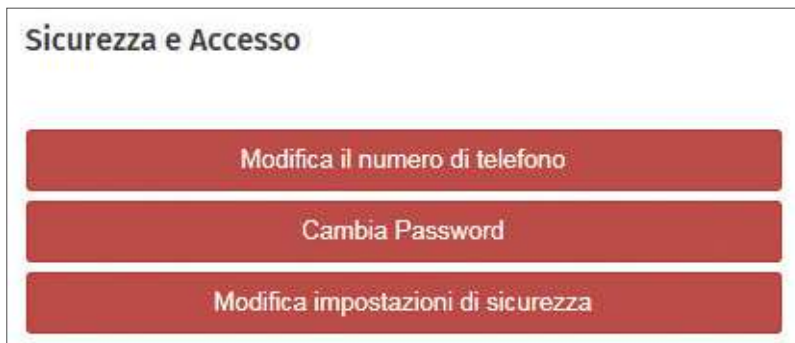 Sicurezza e Accesso
Modifica il numero di telefono
Cambia Password
Modifica impostazioni di sicurezza